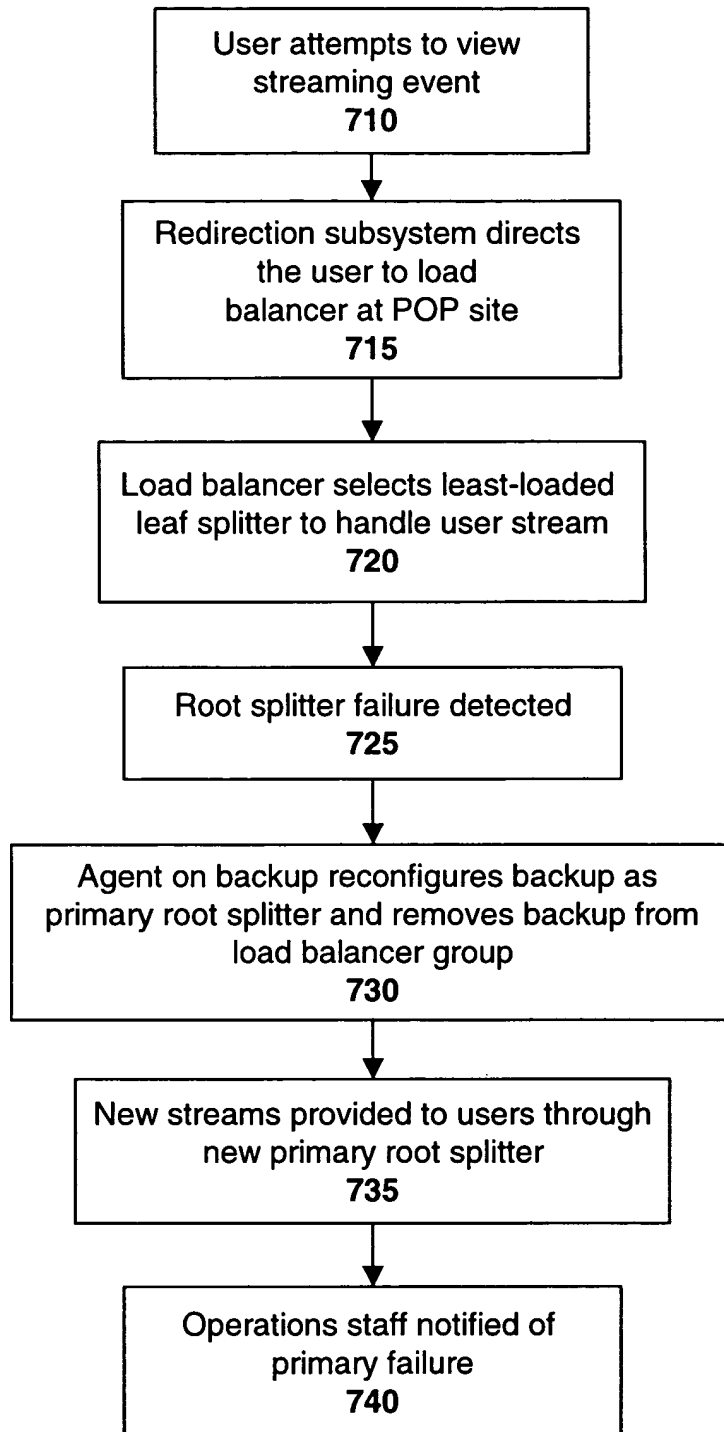 User attempts to view
streaming event
710
Redirection subsystem directs
the user to load
balancer at POP site
715
Load balancer selects least-loaded
leaf splitter to handle user stream
720
Root splitter failure detected
725
Agent on backup reconfigures backup as
primary root splitter and removes backup from
load balancer group
730
New streams provided to users through
new primary root splitter
735
Operations staff notified of
primary failure
740